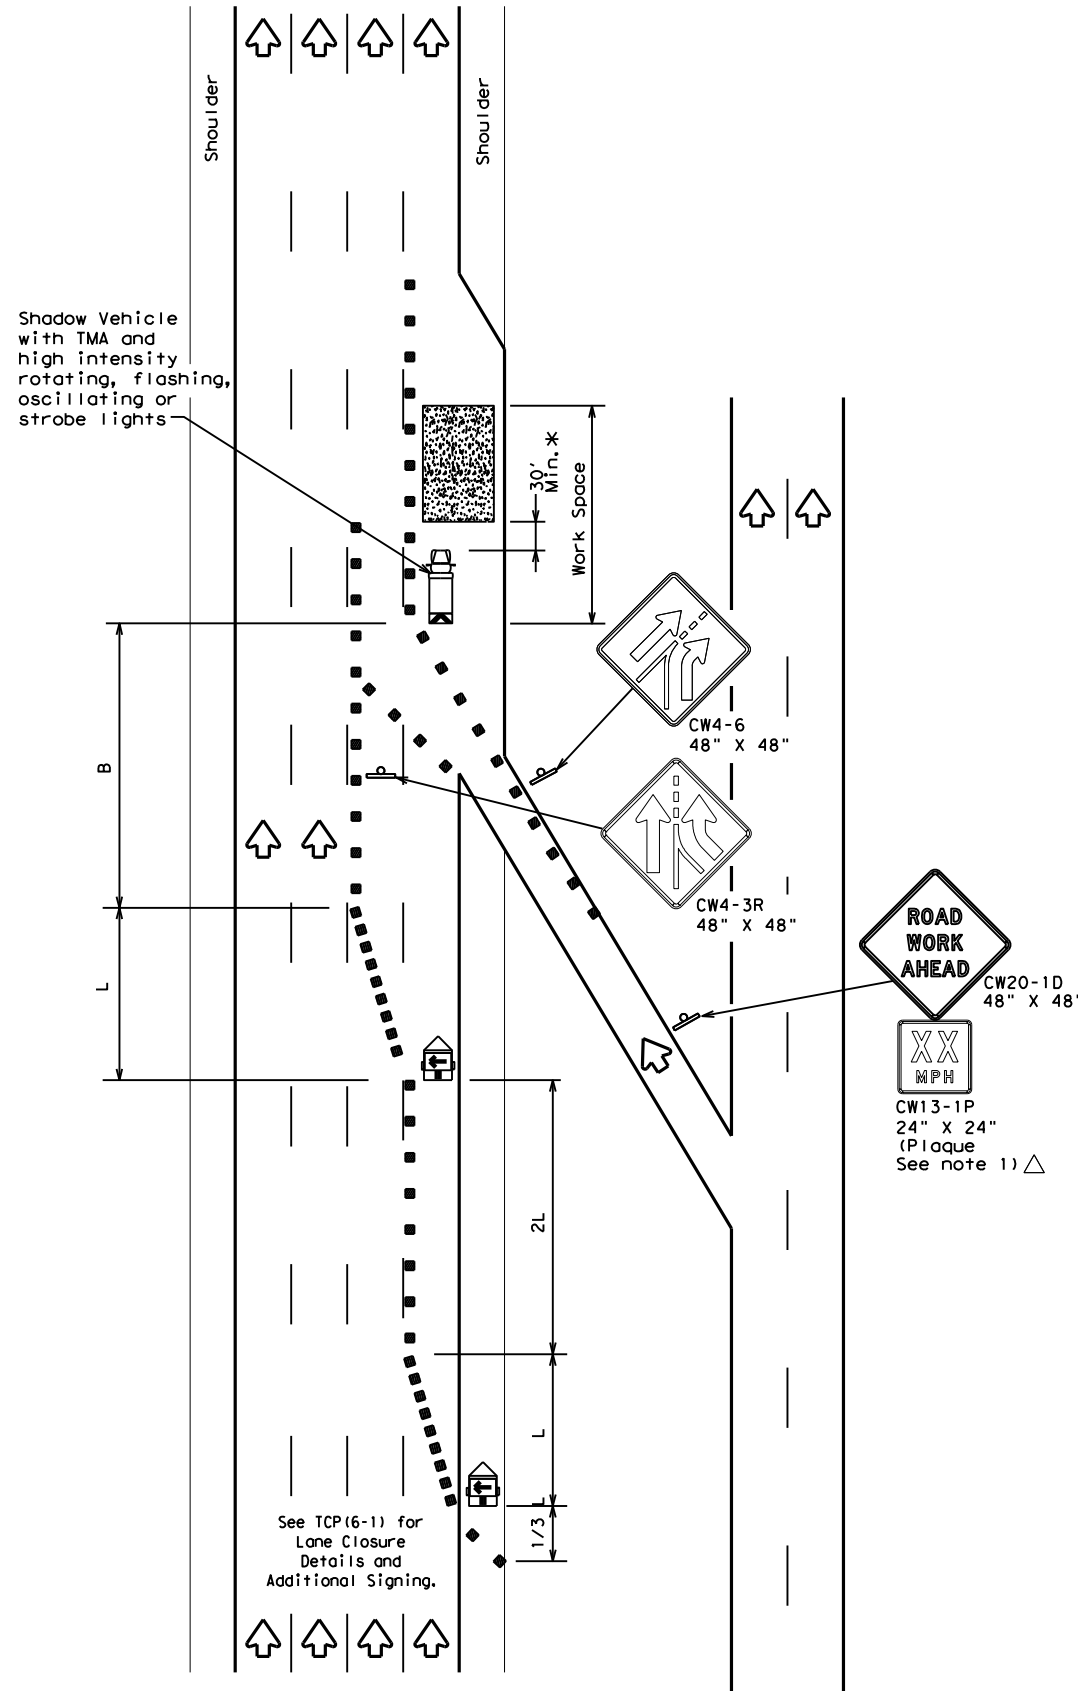 Shoulder
Shoulder
Shadow Vehicle
with TMA and
high intensity
rotating, flashing,
oscillating or
strobe lights
30'
Min.*
Work Space
CW4-6
48" X 48"
B
CW4-3R
48" X 48"
ROAD
WORK
AHEAD
CW20-1D
48" X 48"
L
XX
MPH
CW13-1P
24" X 24"
(Plaque
See note 1) △
2L
L
1/3 L
See TCP(6-1) for
Lane Closure
Details and
Additional Signing.